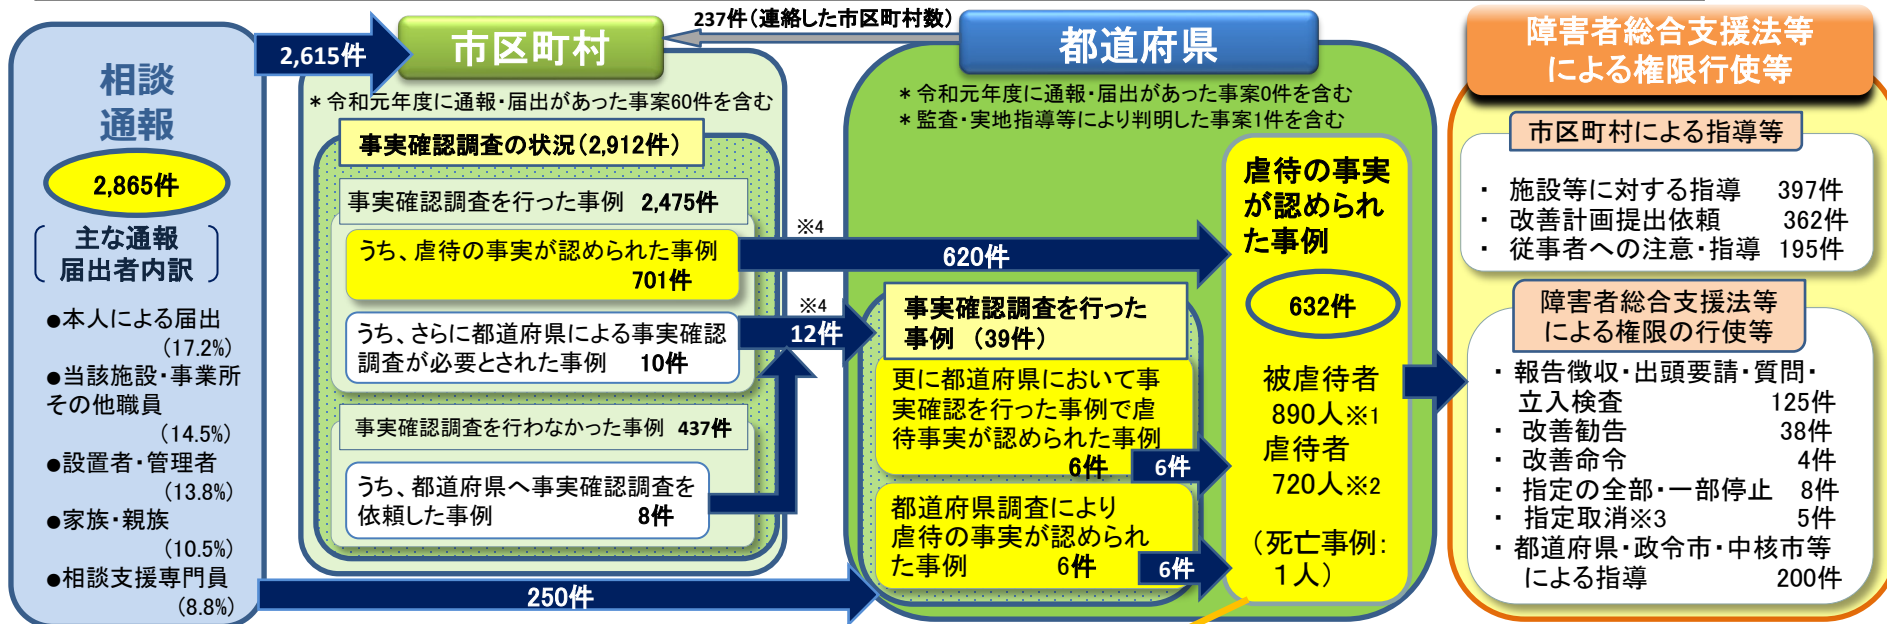 相談
通報
2,865件
主な通報
届出者内訳
●本人による届出
(17.2%)
●当該施設・事業所
その他職員
(14.5%)
●設置者・管理者
(13.8%)
●家族・親族
(10.5%)
●相談支援専門員
(8.8%)
2,615件
250件
237件(連絡した市区町村数)
市区町村
*令和元年度に通報・届出があった事案60件を含む
事実確認調査の状況(2,912件)
事実確認調査を行った事例 2,475件
うち、虐待の事実が認められた事例
701件
うち、さらに都道府県による事実確認
調査が必要とされた事例 10件
事実確認調査を行わなかった事例 437件
うち、都道府県へ事実確認調査を
依頼した事例 8件
※4
620件
※4
12件
都道府県
*令和元年度に通報・届出があった事案0件を含む
*監査・実地指導等により判明した事案1件を含む
事実確認調査を行った
事例 (39件)
更に都道府県において事
実確認を行った事例で虐
待事実が認められた事例
6件
6件
都道府県調査により
虐待の事実が認められ
た事例 6件
6件
虐待の事実
が認められ
た事例
632件
被虐待者
890人※1
虐待者
720人※2
(死亡事例:
1人)
障害者総合支援法等
による権限行使等
市区町村による指導等
・ 施設等に対する指導 397件
・ 改善計画提出依頼 362件
・ 従事者への注意・指導 195件
障害者総合支援法等
による権限の行使等
・ 報告徴収・出頭要請・質問・
立入検査 125件
・ 改善勧告 38件
・ 改善命令 4件
・ 指定の全部・一部停止 8件
・ 指定取消※3 5件
・ 都道府県・政令市・中核市等
による指導 200件